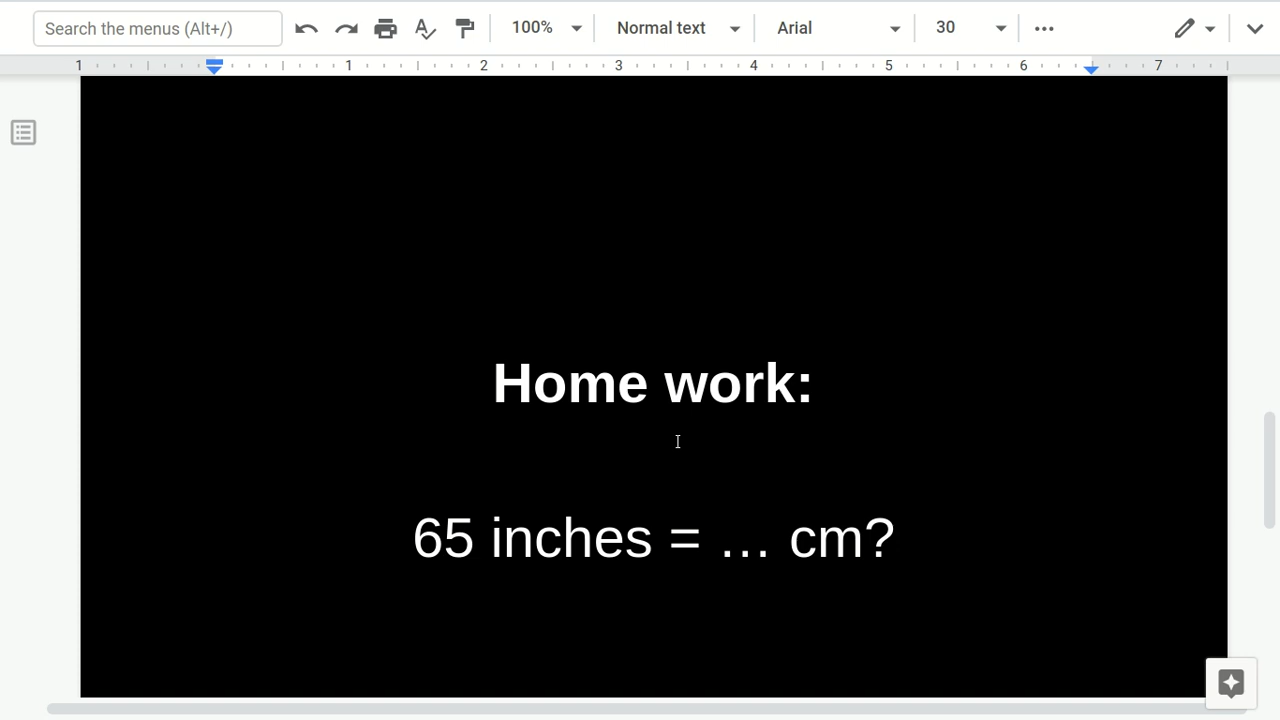 Search the menus (Alt+/) 100% Normal text Arial 30
1 1 2 3 4 5 6 7
Home work:
65 inches = ... cm?